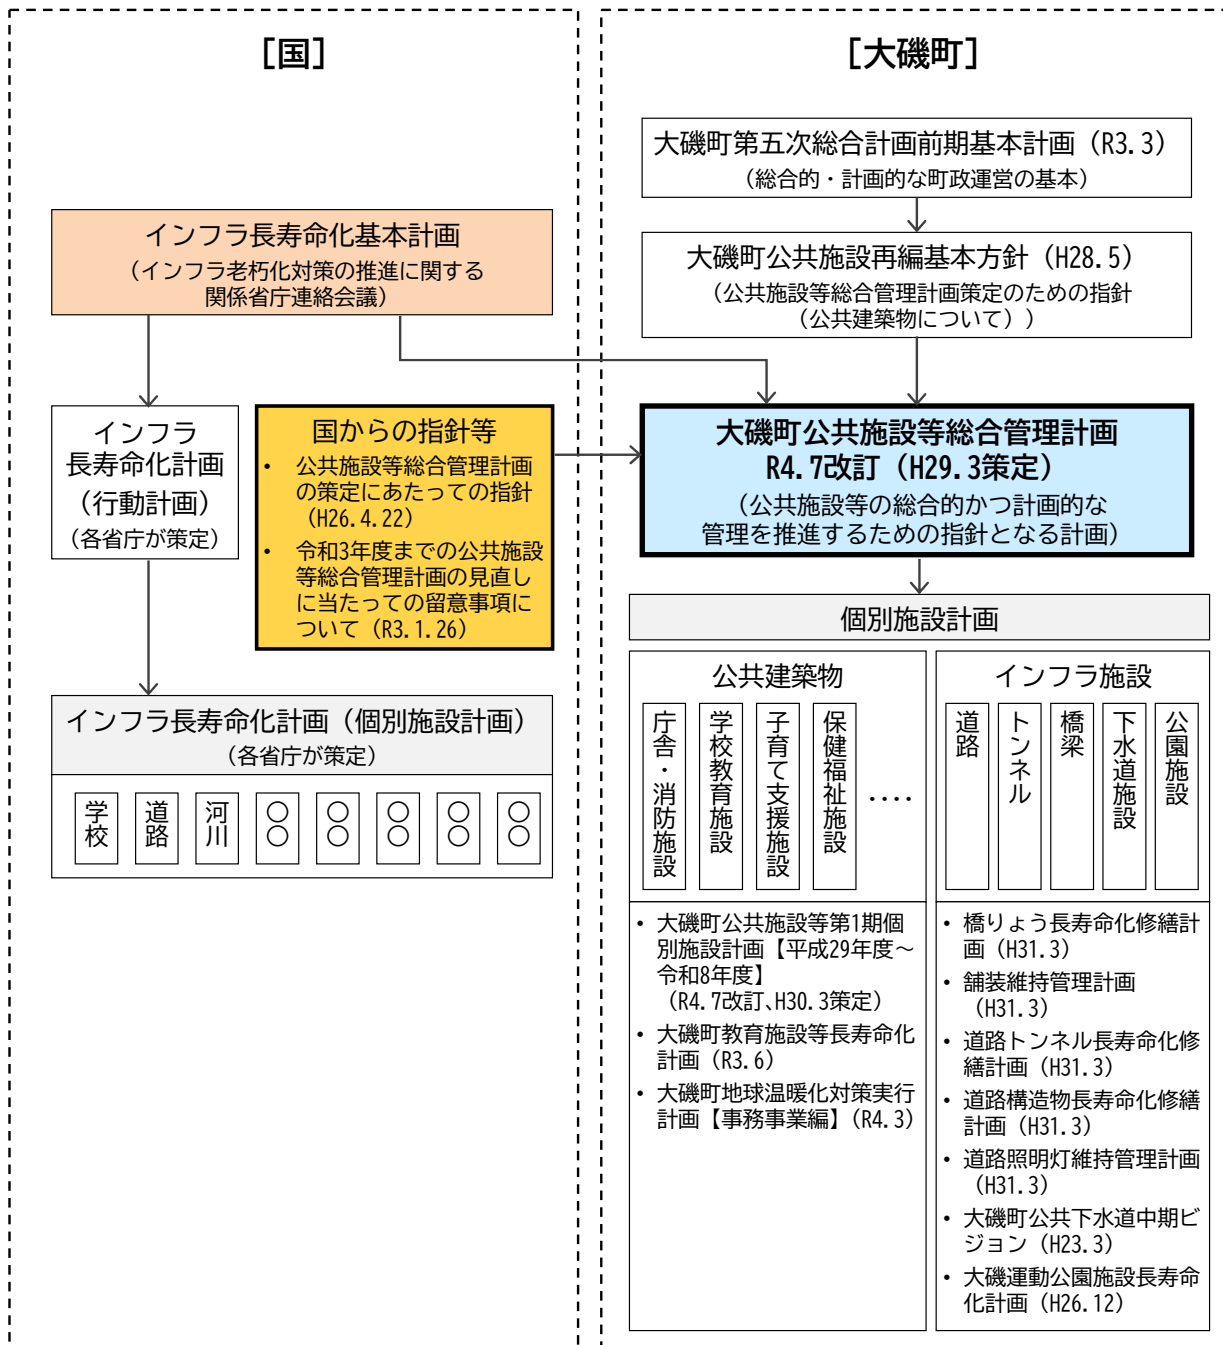 ［国］
インフラ長寿命化基本計画
（インフラ老朽化対策の推進に関する
関係省庁連絡会議）
インフラ
長寿命化計画
（行動計画）
（各省庁が策定）
国からの指針等
• 公共施設等総合管理計画
の策定にあたっての指針
（H26.4.22）
• 令和3年度までの公共施設
等総合管理計画の見直し
に当たっての留意事項に
ついて（R3.1.26）
インフラ長寿命化計画（個別施設計画）
（各省庁が策定）
学校
道路
河川
〇〇
〇〇
〇〇
〇〇
〇〇
［大磯町］
大磯町第五次総合計画前期基本計画（R3.3）
（総合的・計画的な町政運営の基本）
大磯町公共施設再編基本方針（H28.5）
（公共施設等総合管理計画策定のための指針
（公共建築物について））
大磯町公共施設等総合管理計画
R4.7改訂（H29.3策定）
（公共施設等の総合的かつ計画的な
管理を推進するための指針となる計画）
個別施設計画
公共建築物
庁舎・消防施設
学校教育施設
子育て支援施設
保健福祉施設
....
• 大磯町公共施設等第1期個
別施設計画【平成29年度～
令和8年度】
（R4.7改訂、H30.3策定）
• 大磯町教育施設等長寿命化
計画（R3.6）
• 大磯町地球温暖化対策実行
計画【事務事業編】（R4.3）
インフラ施設
道路
トンネル
橋梁
下水道施設
公園施設
• 橋りょう長寿命化修繕計
画（H31.3）
• 舗装維持管理計画
（H31.3）
• 道路トンネル長寿命化修
繕計画（H31.3）
• 道路構造物長寿命化修繕
計画（H31.3）
• 道路照明灯維持管理計画
（H31.3）
• 大磯町公共下水道中期ビ
ジョン（H23.3）
• 大磯運動公園施設長寿命
化計画（H26.12）